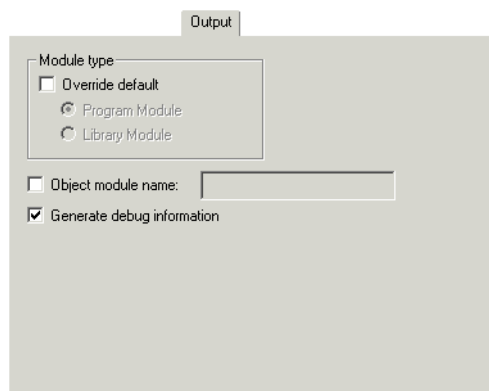 Output
Module type
Override default
Program Module
Library Module
Object module name:
Generate debug information